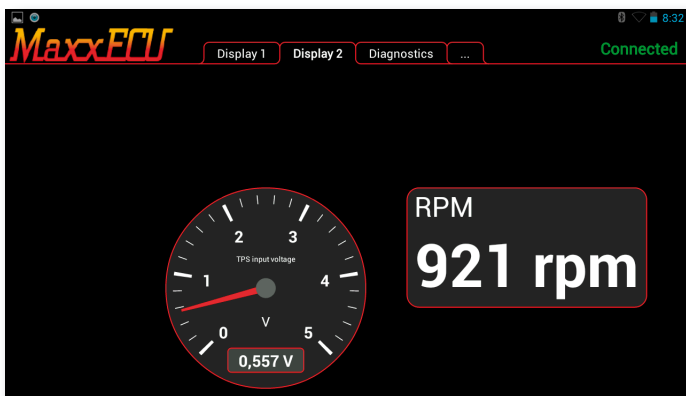 8:32
MaxxECU
Display 1
Display 2
Diagnostics
...
Connected
2
3
TPS input voltage
1
4
V
0
5
0,557 V
RPM
921 rpm